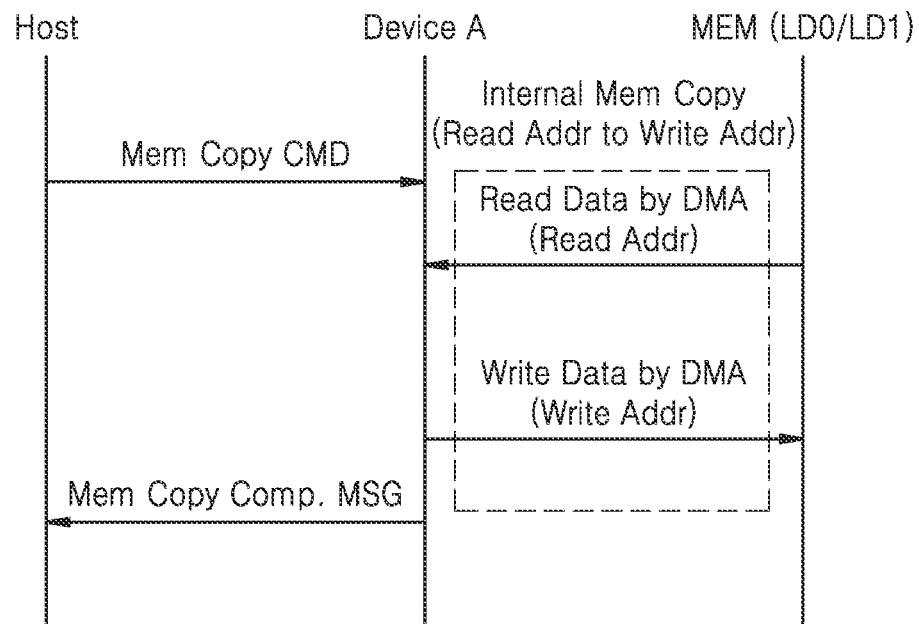 Host
Device A
MEM (LD0/LD1)
Internal Mem Copy
(Read Addr to Write Addr)
Mem Copy CMD
Read Data by DMA
(Read Addr)
Write Data by DMA
(Write Addr)
Mem Copy Comp. MSG